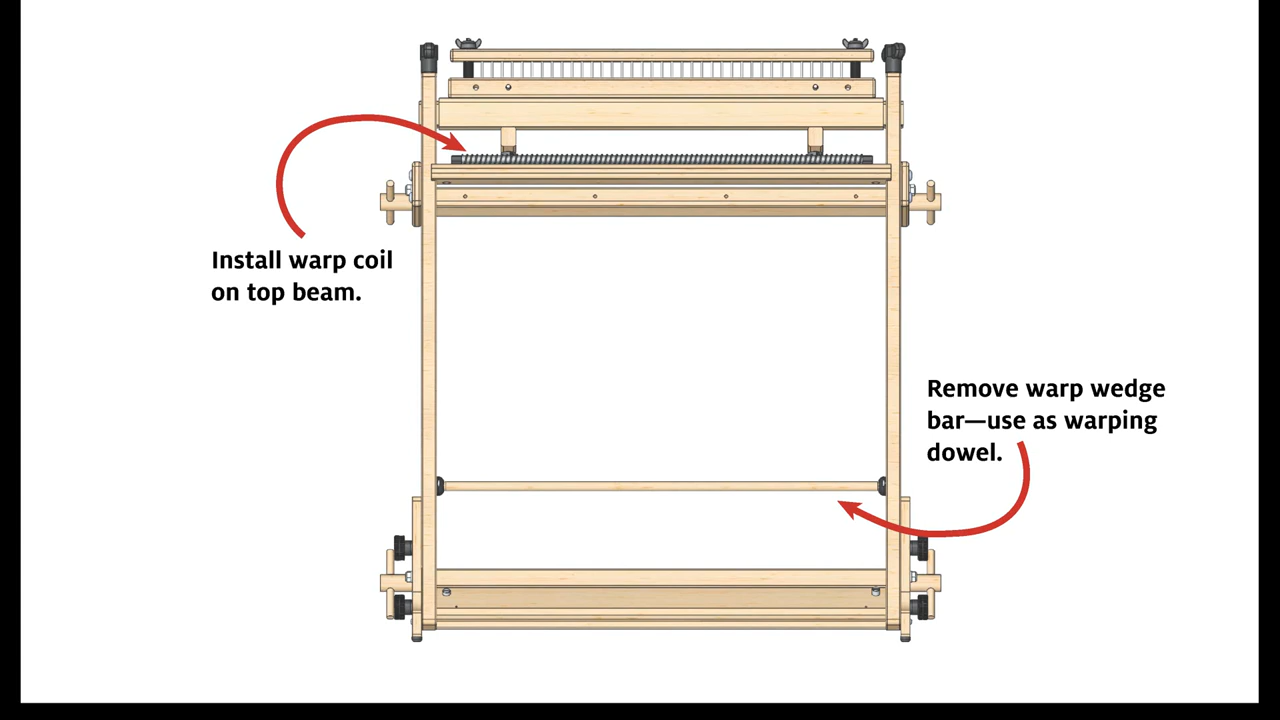 Install warp coil
on top beam.
Remove warp wedge
bar—use as warping
dowel.